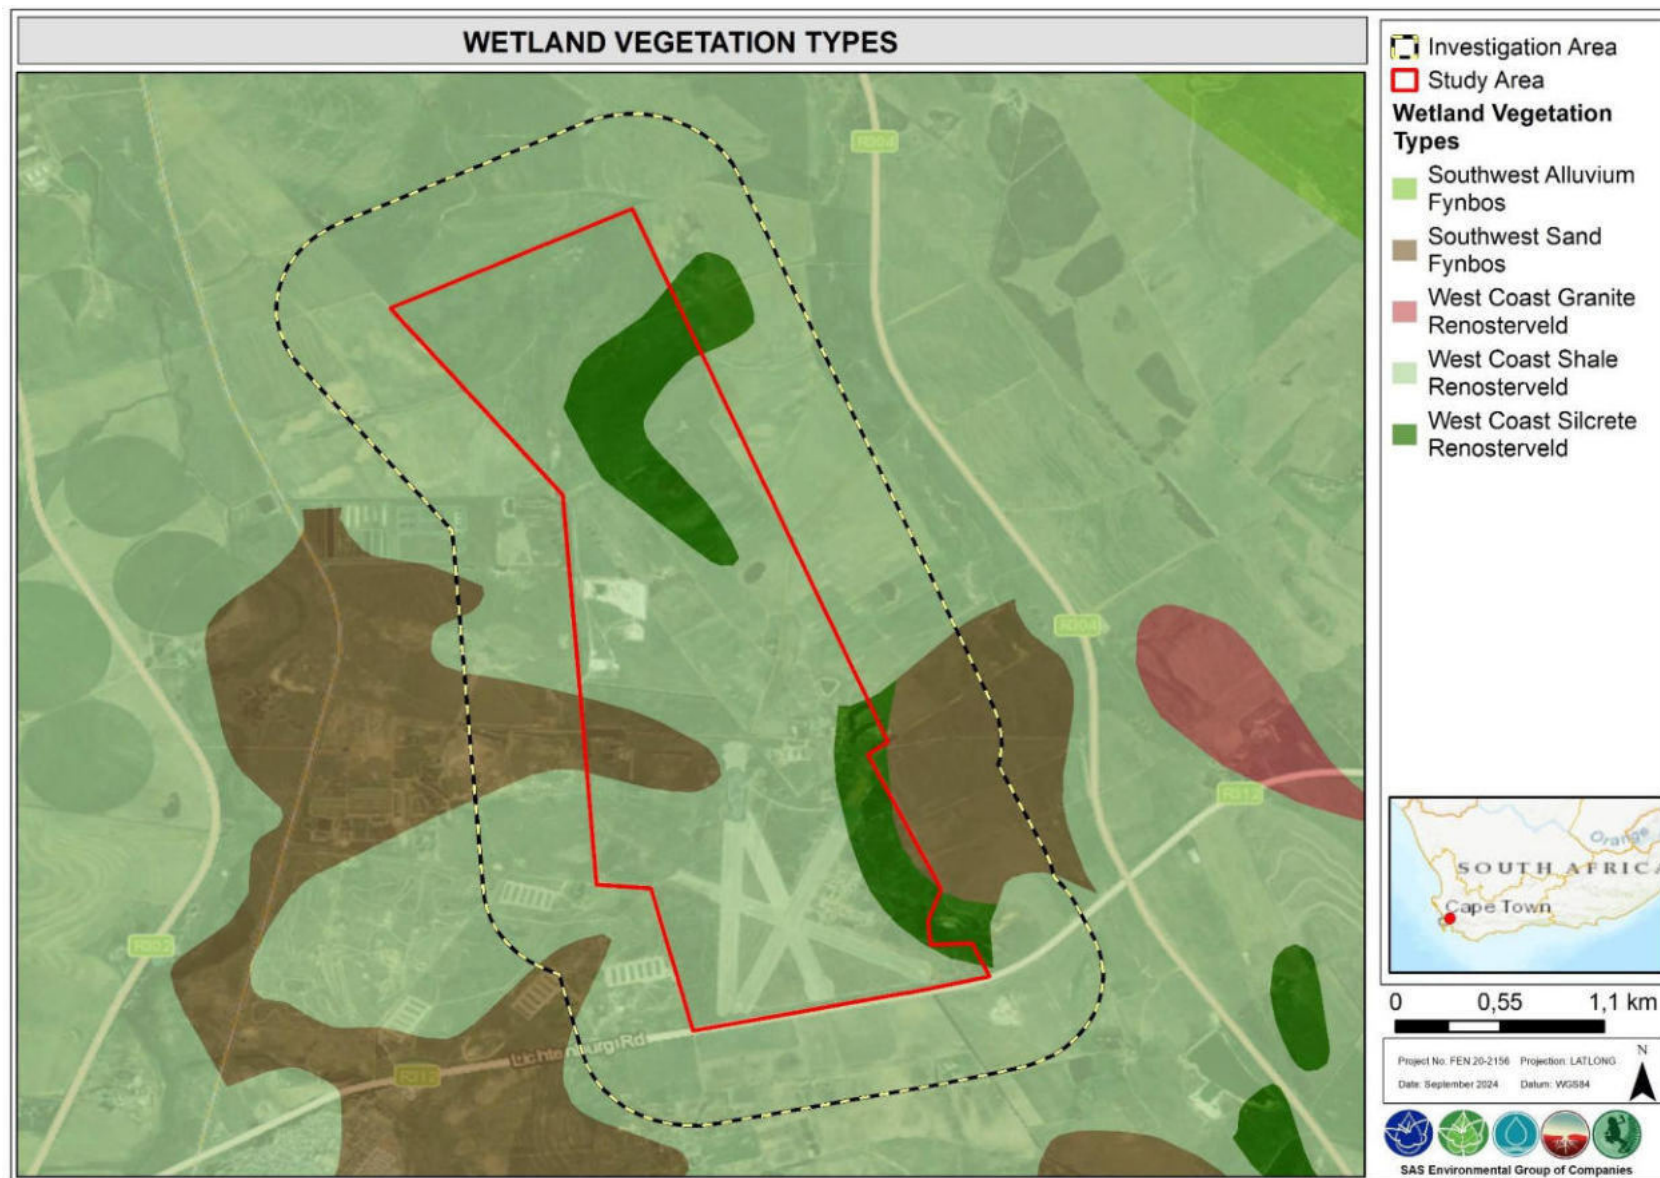 WETLAND VEGETATION TYPES
R304
R304
R312
R302
R312
Lichtenburg Rd
Investigation Area
Study Area
Wetland Vegetation
Types
Southwest Alluvium
Fynbos
Southwest Sand
Fynbos
West Coast Granite
Renosterveld
West Coast Shale
Renosterveld
West Coast Silcrete
Renosterveld
Orange
SOUTH AFRICA
Cape Town
0 0,55 1,1 km
Project No: FEN 20-2156 Projection: LATLONG
Date: September 2024 Datum: WGS84
N
SAS Environmental Group of Companies